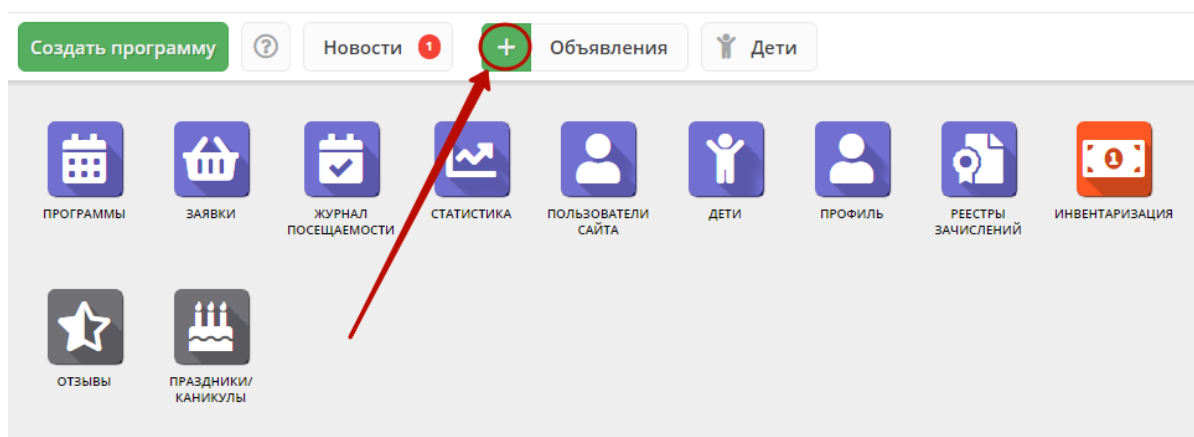 Создать программу ? Новости 1 + Объявления Дети
ПРОГРАММЫ
ЗАЯВКИ
ЖУРНАЛ
ПОСЕЩАЕМОСТИ
СТАТИСТИКА
ПОЛЬЗОВАТЕЛИ
САЙТА
ДЕТИ
ПРОФИЛЬ
РЕЕСТРЫ
ЗАЧИСЛЕНИЙ
1
ИНВЕНТАРИЗАЦИЯ
ОТЗЫВЫ
ПРАЗДНИКИ/
КАНИКУЛЫ